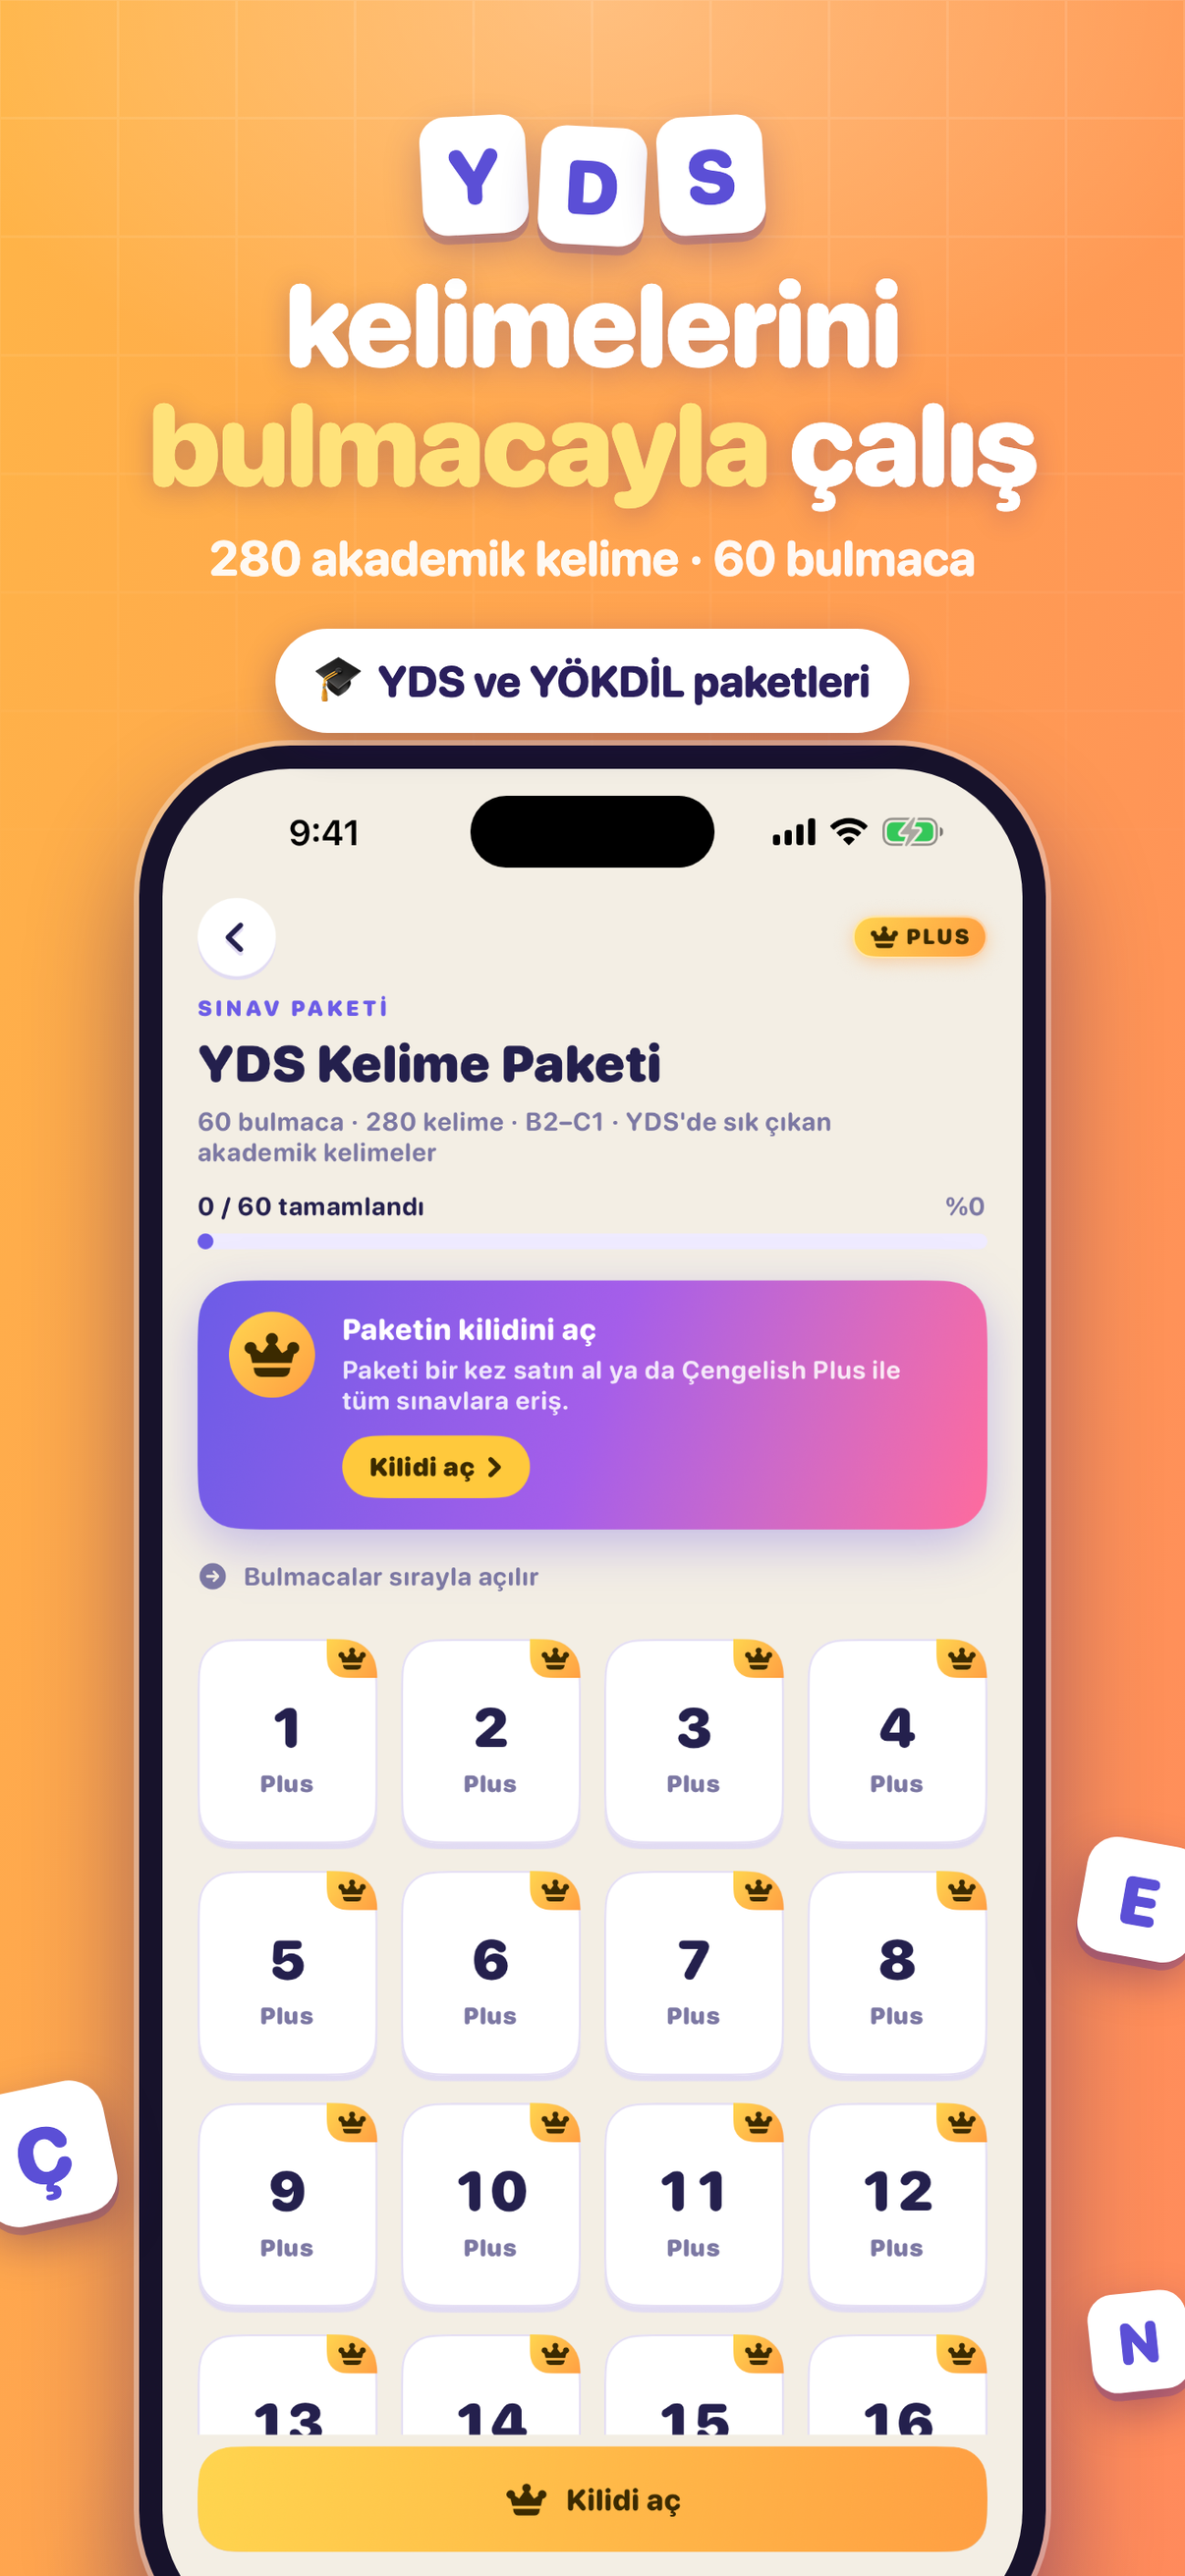 YDS
kelimelerini
bulmacayla çalış
280 akademik kelime · 60 bulmaca
🎓 YDS ve YÖKDİL paketleri
9:41
PLUS
SINAV PAKETİ
YDS Kelime Paketi
60 bulmaca · 280 kelime · B2–C1 · YDS'de sık çıkan
akademik kelimeler
0 / 60 tamamlandı %0
Paketin kilidini aç
Paketi bir kez satın al ya da Çengelish Plus ile
tüm sınavlara eriş.
Kilidi aç
Bulmacalar sırayla açılır
1 2 3 4
Plus Plus Plus Plus
E
5 6 7 8
Plus Plus Plus Plus
Ç
9 10 11 12
Plus Plus Plus Plus
N
13 14 15 16
Kilidi aç